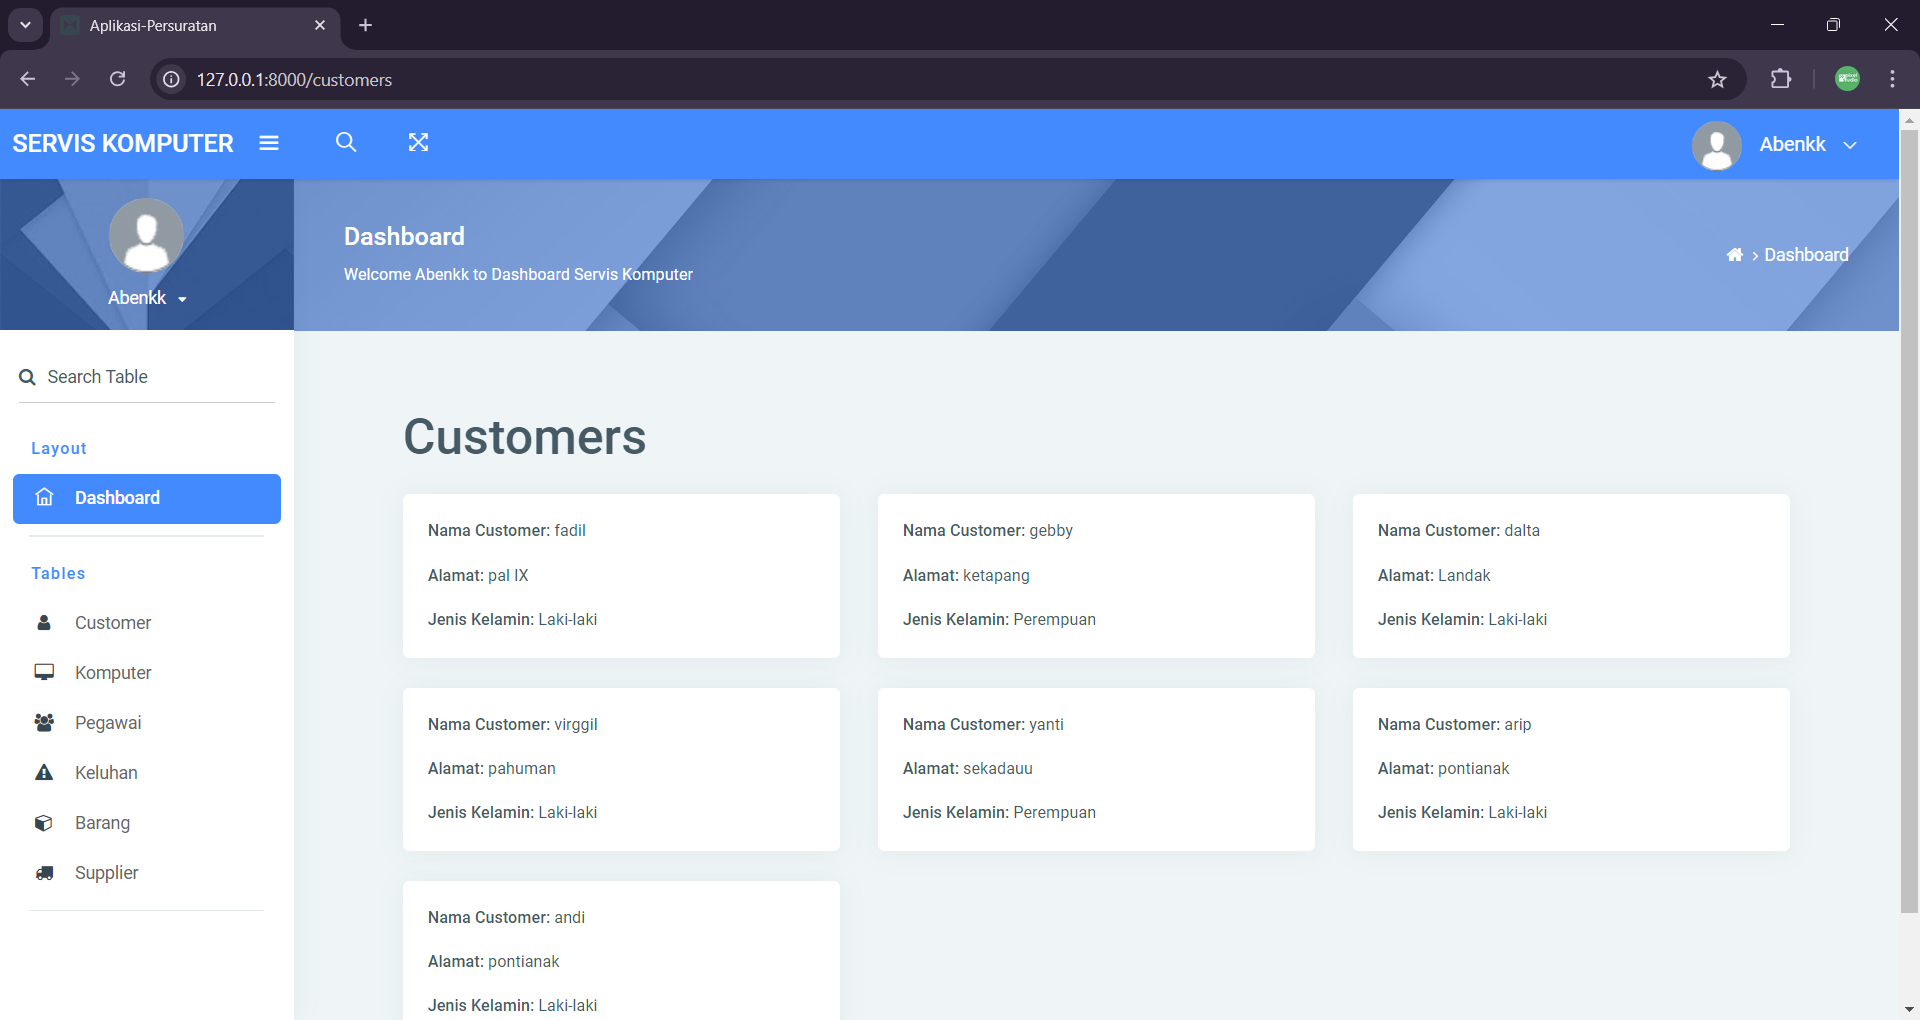 Aplikasi-Persuratan
127.0.0.1:8000/customers
SERVIS KOMPUTER
Abenkk
Abenkk
Dashboard
Welcome Abenkk to Dashboard Servis Komputer
Dashboard
Search Table
Layout
Dashboard
Tables
Customer
Komputer
Pegawai
Keluhan
Barang
Supplier
Customers
Nama Customer: fadil
Alamat: pal IX
Jenis Kelamin: Laki-laki
Nama Customer: gebby
Alamat: ketapang
Jenis Kelamin: Perempuan
Nama Customer: dalta
Alamat: Landak
Jenis Kelamin: Laki-laki
Nama Customer: virggil
Alamat: pahuman
Jenis Kelamin: Laki-laki
Nama Customer: yanti
Alamat: sekadauu
Jenis Kelamin: Perempuan
Nama Customer: arip
Alamat: pontianak
Jenis Kelamin: Laki-laki
Nama Customer: andi
Alamat: pontianak
Jenis Kelamin: Laki-laki